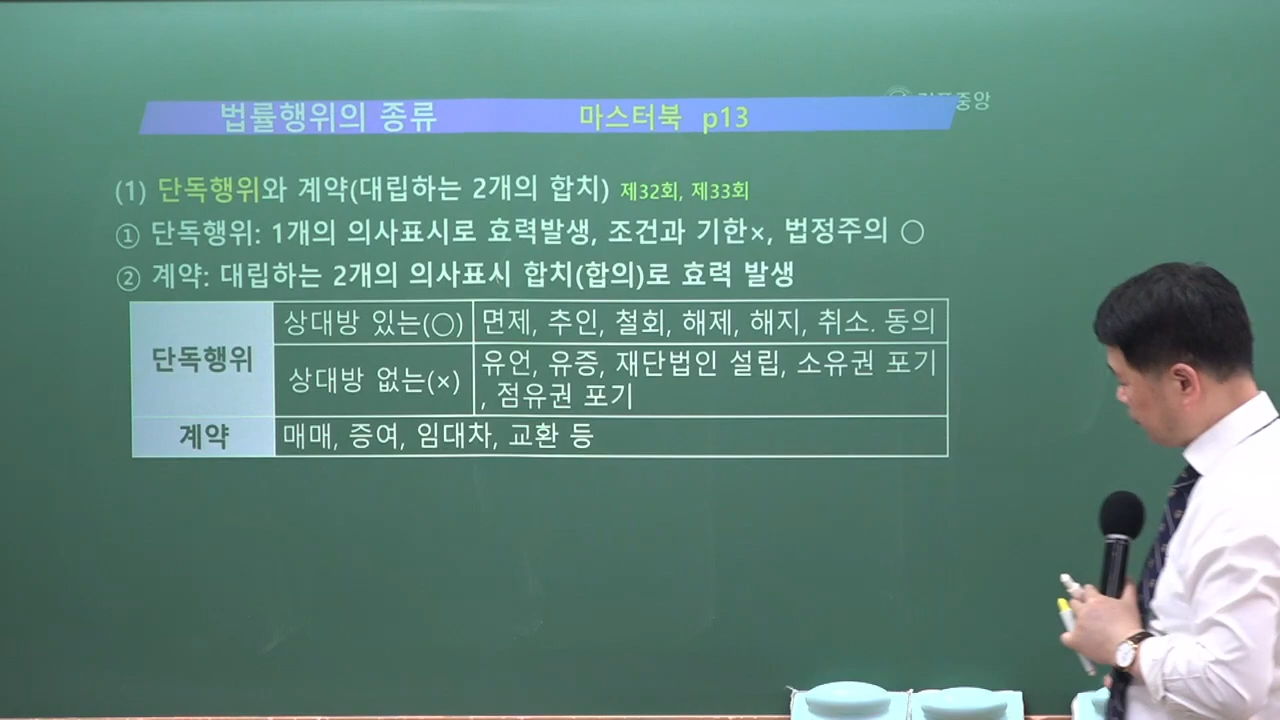 법률행위의 종류 마스터북 p13
중앙
(1) 단독행위와 계약(대립하는 2개의 합치) 제32회, 제33회
① 단독행위: 1개의 의사표시로 효력발생, 조건과 기한×, 법정주의 ○
② 계약: 대립하는 2개의 의사표시 합치(합의)로 효력 발생
단독행위
상대방 있는(○) 면제, 추인, 철회, 해제, 해지, 취소. 동의
상대방 없는(×) 유언, 유증, 재단법인 설립, 소유권 포기
, 점유권 포기
계약 매매, 증여, 임대차, 교환 등